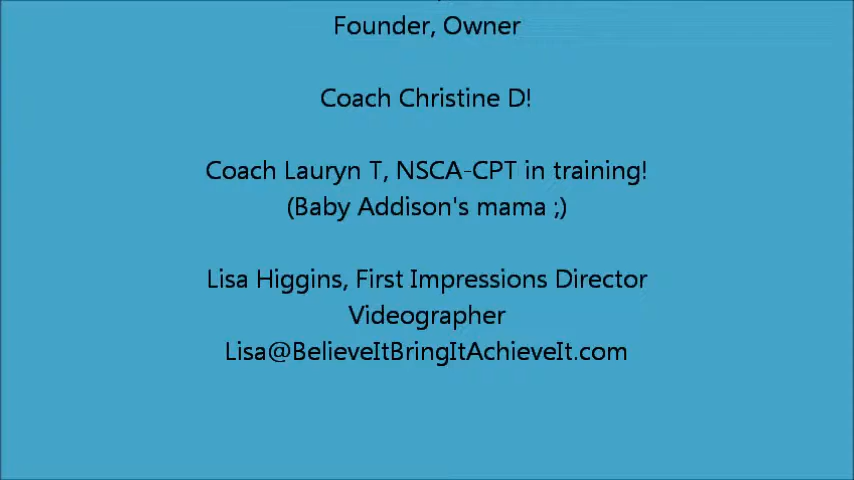 Founder, Owner
Coach Christine D!
Coach Lauryn T, NSCA-CPT in training!
(Baby Addison's mama ;)
Lisa Higgins, First Impressions Director
Videographer
Lisa@BelieveItBringItAchieveIt.com